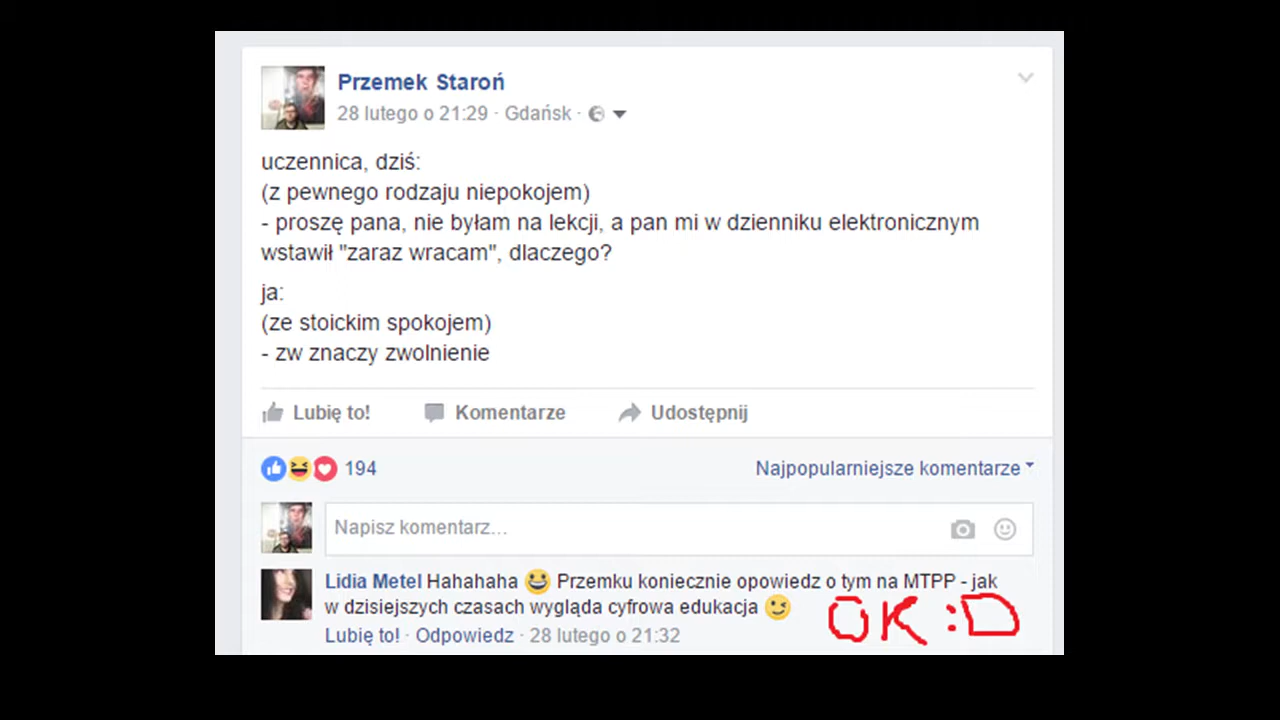 Przemek Staroń
28 lutego o 21:29 · Gdańsk ·
uczennica, dziś:
(z pewnego rodzaju niepokojem)
- proszę pana, nie byłam na lekcji, a pan mi w dzienniku elektronicznym
wstawił "zaraz wracam", dlaczego?
ja:
(ze stoickim spokojem)
- zw znaczy zwolnienie
Lubię to! Komentarze Udostępnij
194 Najpopularniejsze komentarze
Napisz komentarz...
Lidia Metel Hahahaha 😀 Przemku koniecznie opowiedz o tym na MTPP - jak
w dzisiejszych czasach wygląda cyfrowa edukacja 😉
OK :D
Lubię to! · Odpowiedz · 28 lutego o 21:32